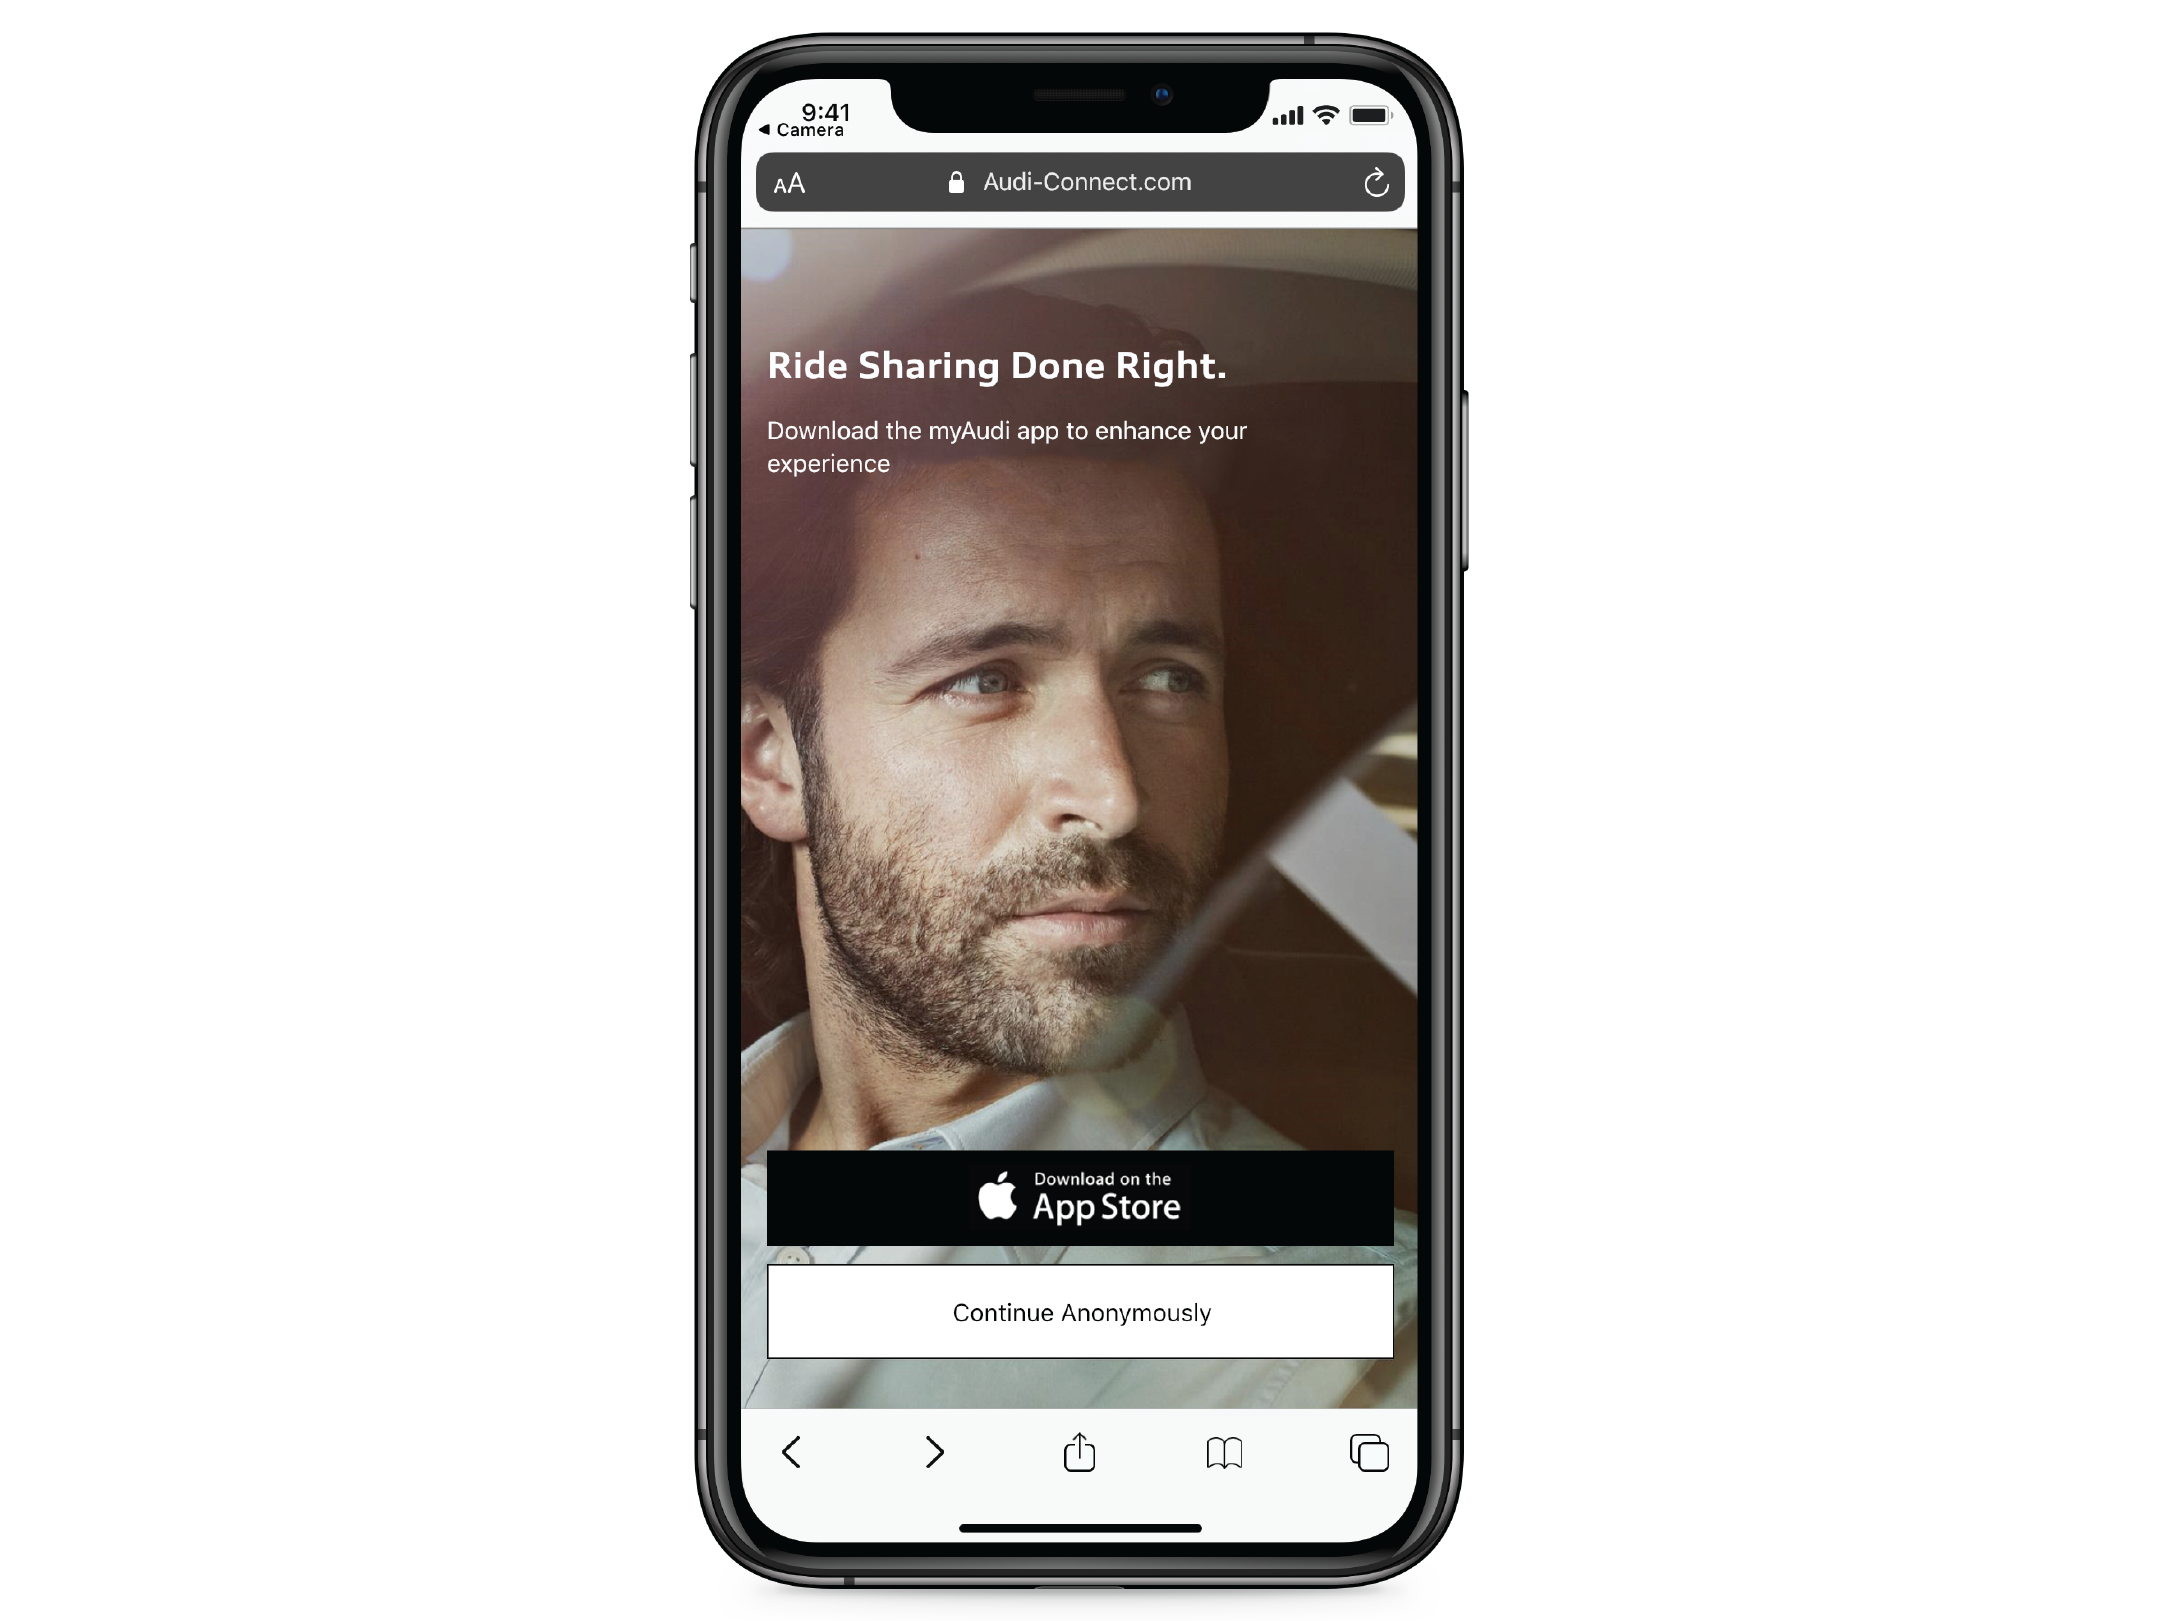 9:41
◀ Camera
AA
Audi-Connect.com
Ride Sharing Done Right.
Download the myAudi app to enhance your
experience
Download on the
App Store
Continue Anonymously